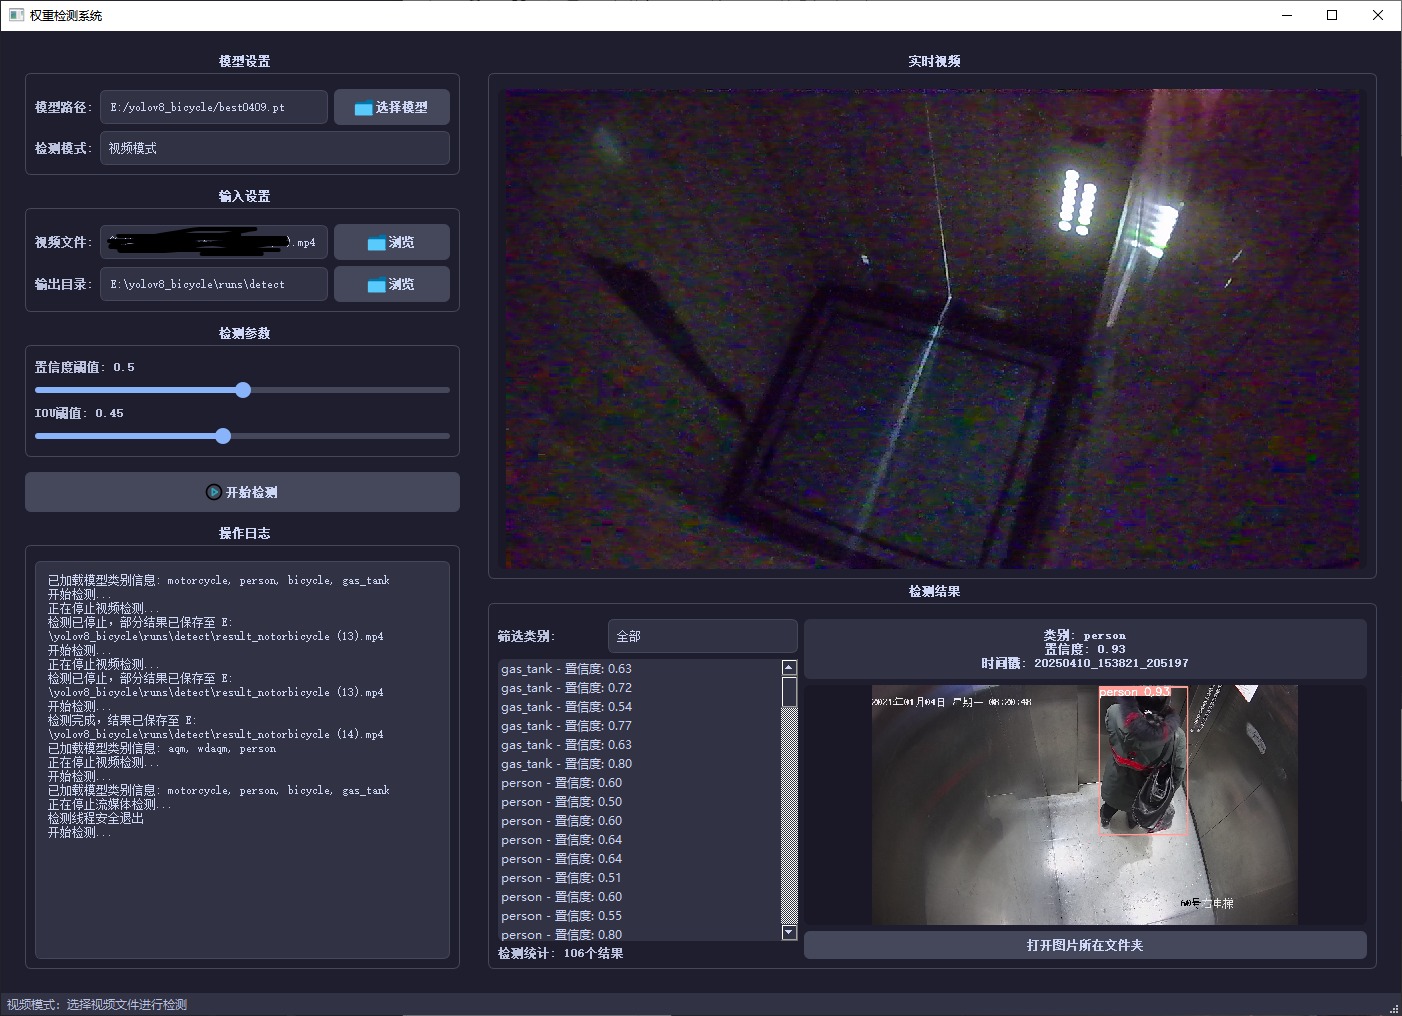 权重检测系统
模型设置
模型路径: E:/yolov8_bicycle/best0409.pt 选择模型
检测模式: 视频模式
输入设置
视频文件: ).mp4 浏览
输出目录: E:\yolov8_bicycle\runs\detect 浏览
检测参数
置信度阈值: 0.5
IOU阈值: 0.45
开始检测
操作日志
已加载模型类别信息: motorcycle, person, bicycle, gas_tank
开始检测...
正在停止视频检测...
检测已停止，部分结果已保存至 E:
\yolov8_bicycle\runs\detect\result_notorbicycle (13).mp4
开始检测...
正在停止视频检测...
检测已停止，部分结果已保存至 E:
\yolov8_bicycle\runs\detect\result_notorbicycle (13).mp4
开始检测...
检测完成，结果已保存至 E:
\yolov8_bicycle\runs\detect\result_notorbicycle (14).mp4
已加载模型类别信息: aqm, wdaqm, person
正在停止视频检测...
开始检测...
已加载模型类别信息: motorcycle, person, bicycle, gas_tank
正在停止流媒体检测...
检测线程安全退出
开始检测...
实时视频
检测结果
筛选类别: 全部
gas_tank - 置信度: 0.63
gas_tank - 置信度: 0.72
gas_tank - 置信度: 0.54
gas_tank - 置信度: 0.77
gas_tank - 置信度: 0.63
gas_tank - 置信度: 0.80
person - 置信度: 0.60
person - 置信度: 0.50
person - 置信度: 0.60
person - 置信度: 0.64
person - 置信度: 0.64
person - 置信度: 0.51
person - 置信度: 0.60
person - 置信度: 0.55
person - 置信度: 0.80
检测统计: 106个结果
类别: person
置信度: 0.93
时间戳: 20250410_153821_205197
person 0.93
2021年01月04日 星期一 08:20:48
号右电梯
打开图片所在文件夹
视频模式: 选择视频文件进行检测